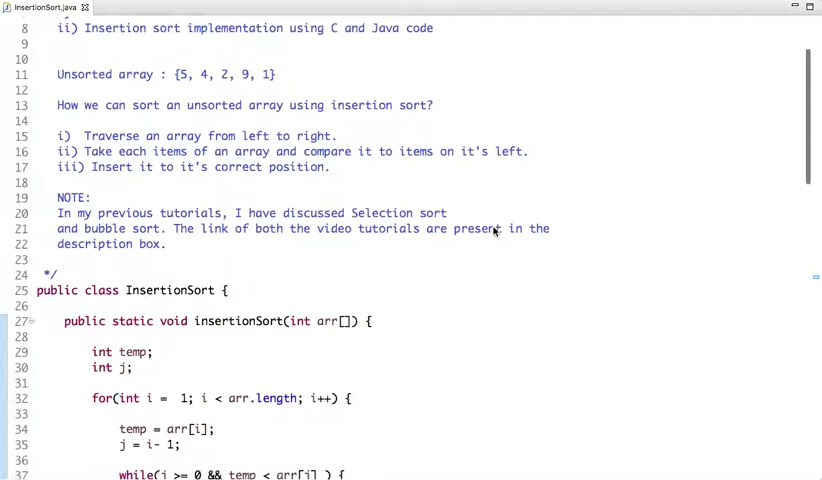 InsertionSort.java
8 ii) Insertion sort implementation using C and Java code
9
10
11 Unsorted array : {5, 4, 2, 9, 1}
12
13 How we can sort an unsorted array using insertion sort?
14
15 i)  Traverse an array from left to right.
16 ii) Take each items of an array and compare it to items on it's left.
17 iii) Insert it to it's correct position.
18
19 NOTE:
20 In my previous tutorials, I have discussed Selection sort
21 and bubble sort. The link of both the video tutorials are present in the
22 description box.
23
24 */
25 public class InsertionSort {
26
27 public static void insertionSort(int arr[]) {
28
29 int temp;
30 int j;
31
32 for(int i =  1; i < arr.length; i++) {
33
34 temp = arr[i];
35 j = i- 1;
36
37 while(j >= 0 && temp < arr[j] ) {